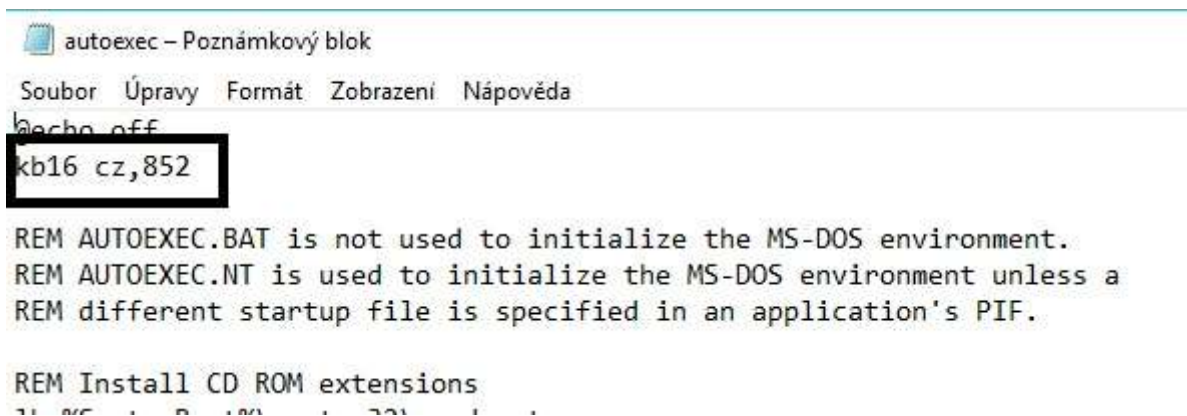 autoexec – Poznámkový blok
Soubor Úpravy Formát Zobrazení Nápověda
@echo off
kb16 cz,852
REM AUTOEXEC.BAT is not used to initialize the MS-DOS environment.
REM AUTOEXEC.NT is used to initialize the MS-DOS environment unless a
REM different startup file is specified in an application's PIF.
REM Install CD ROM extensions